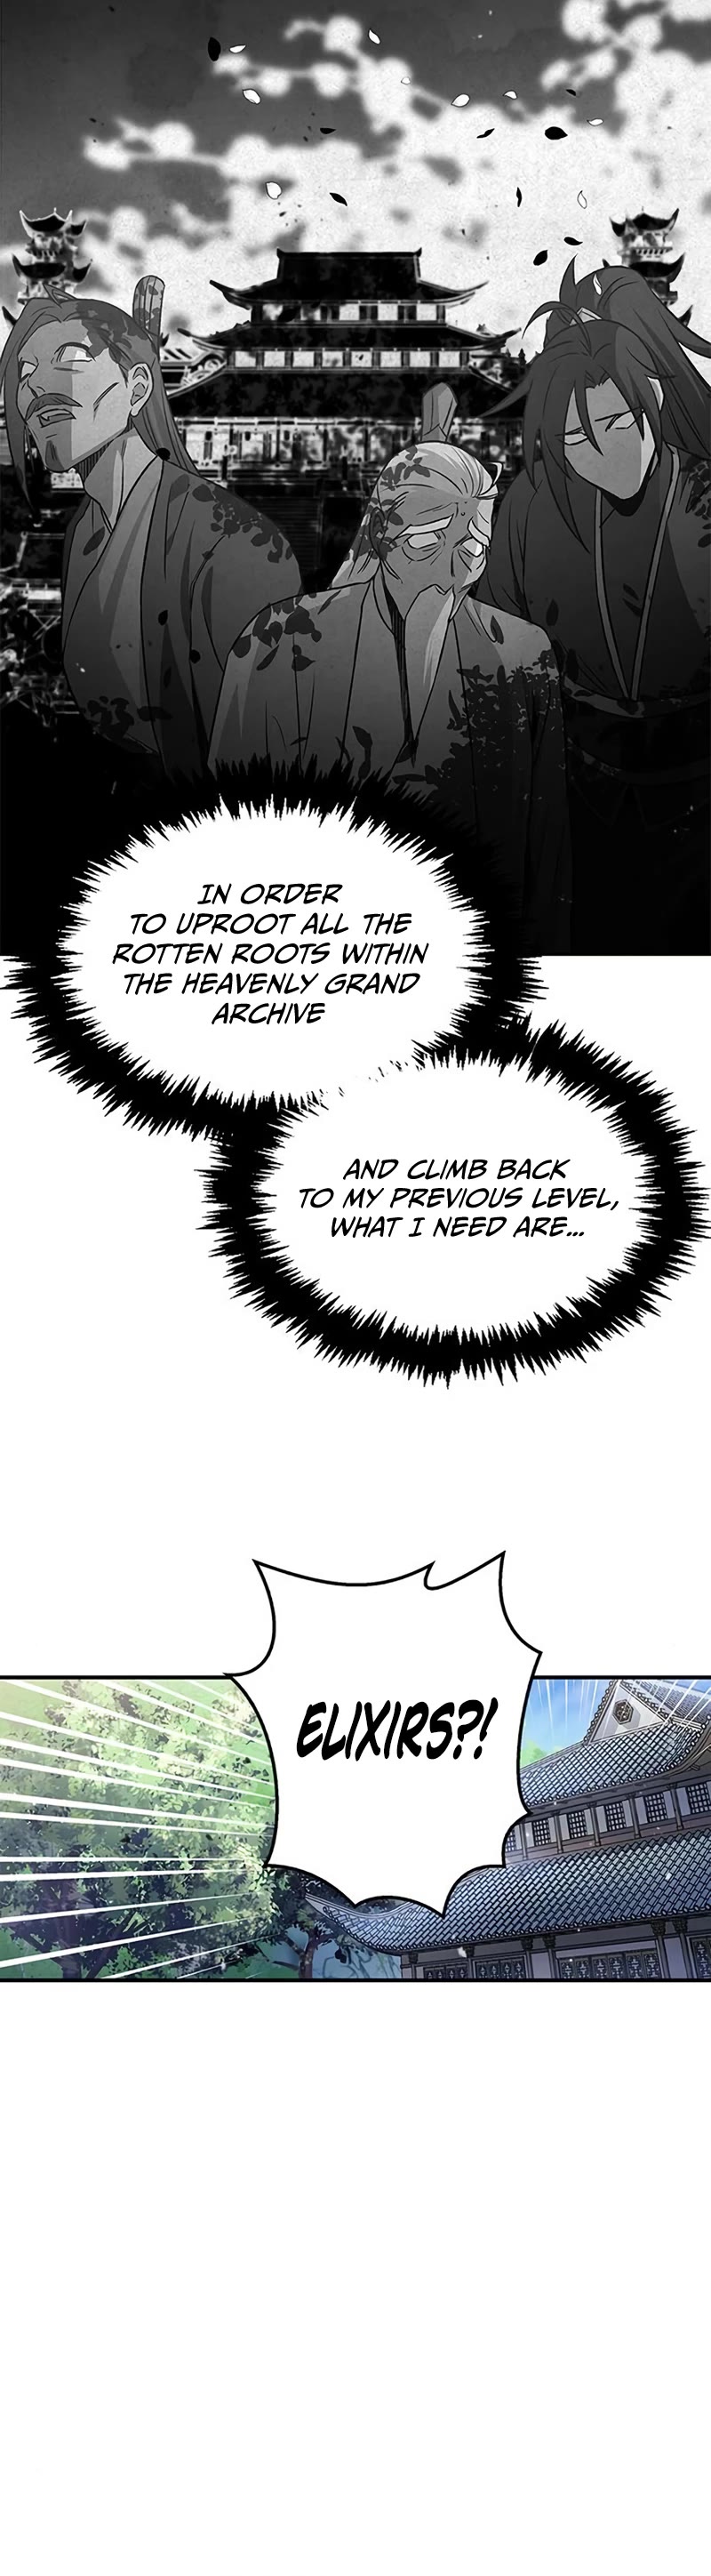 IN ORDER
TO UPROOT ALL THE
ROTTEN ROOTS WITHIN
THE HEAVENLY GRAND
ARCHIVE
AND CLIMB BACK
TO MY PREVIOUS LEVEL,
WHAT I NEED ARE...
ELIXIRS?!